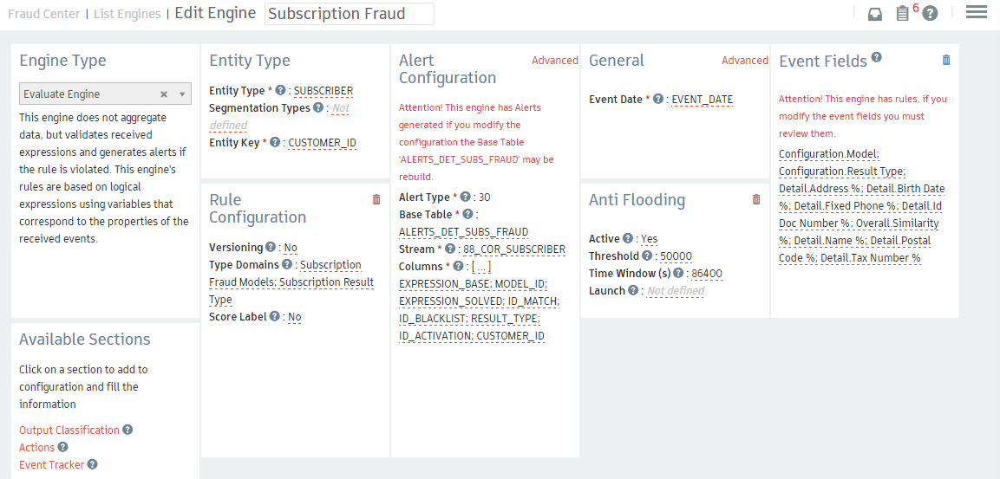 Fraud Center | List Engines | Edit Engine Subscription Fraud
6 ?
Engine Type
Evaluate Engine
This engine does not aggregate
data, but validates received
expressions and generates alerts if
the rule is violated. This engine's
rules are based on logical
expressions using variables that
correspond to the properties of the
received events.
Available Sections
Click on a section to add to
configuration and fill the
information
Output Classification ?
Actions ?
Event Tracker ?
Entity Type
Entity Type * ? : SUBSCRIBER
Segmentation Types ? : Not
defined
Entity Key * ? : CUSTOMER_ID
Rule
Configuration
Versioning ? : No
Type Domains ? : Subscription
Fraud Models; Subscription Result
Type
Score Label ? : No
Alert
Configuration
Advanced
Attention! This engine has Alerts
generated if you modify the
configuration the Base Table
'ALERTS_DET_SUBS_FRAUD' may be
rebuild.
Alert Type * ? : 30
Base Table * ? :
ALERTS_DET_SUBS_FRAUD
Stream * ? : 88_COR_SUBSCRIBER
Columns * ? : [ ... ]
EXPRESSION_BASE; MODEL_ID;
EXPRESSION_SOLVED; ID_MATCH;
ID_BLACKLIST; RESULT_TYPE;
ID_ACTIVATION; CUSTOMER_ID
General
Advanced
Event Date * ? : EVENT_DATE
Anti Flooding
Active ? : Yes
Threshold ? : 50000
Time Window (s) ? : 86400
Launch ? : Not defined
Event Fields ?
Attention! This engine has rules, if you
modify the event fields you must
review them.
Configuration.Model;
Configuration.Result Type;
Detail.Address %; Detail.Birth Date
%; Detail.Fixed Phone %; Detail.Id
Doc Number %; Overall.Similarity
%; Detail.Name %; Detail.Postal
Code %; Detail.Tax Number %